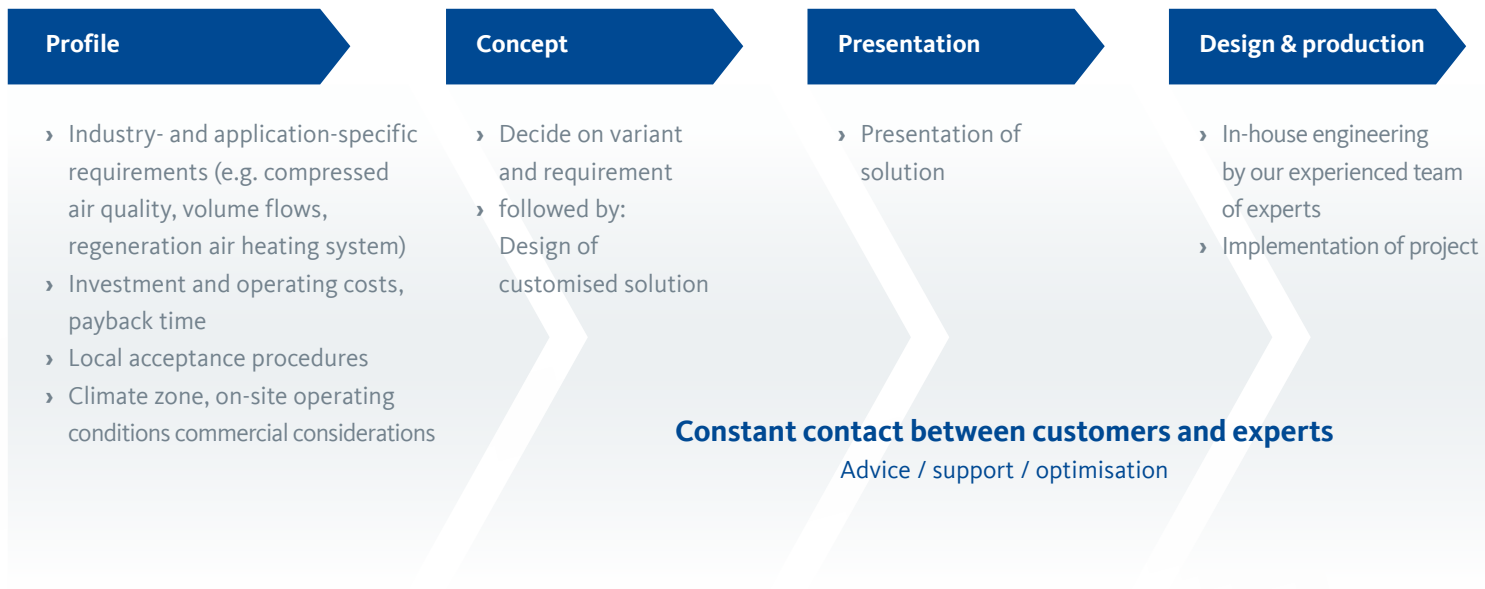 Profile
› Industry- and application-specific
requirements (e.g. compressed
air quality, volume flows,
regeneration air heating system)
› Investment and operating costs,
payback time
› Local acceptance procedures
› Climate zone, on-site operating
conditions commercial considerations
Concept
› Decide on variant
and requirement
› followed by:
Design of
customised solution
Presentation
› Presentation of
solution
Design & production
› In-house engineering
by our experienced team
of experts
› Implementation of project
Constant contact between customers and experts
Advice / support / optimisation